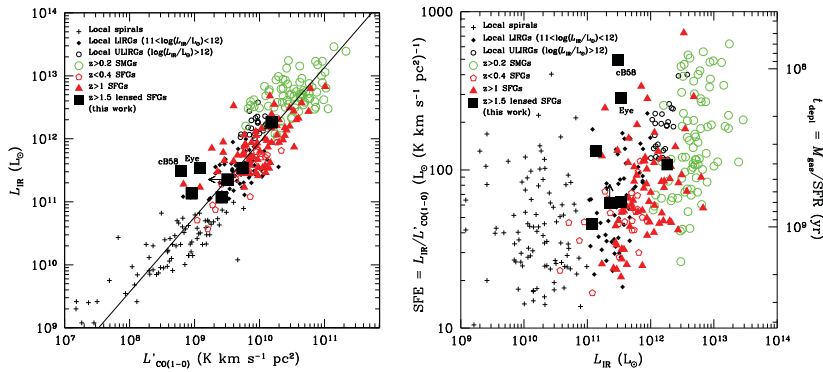 Local spirals
Local LIRGs (11<log(L_IR/L_⊙)<12)
Local ULIRGs (log(L_IR/L_⊙)>12)
z>0.2 SMGs
z<0.4 SFGs
z>1 SFGs
z>1.5 lensed SFGs
(this work)
cB58
Eye
10^14
10^13
10^12
10^11
10^10
10^9
L_IR (L_⊙)
10^7 10^8 10^9 10^10 10^11
L'_CO(1-0) (K km s^-1 pc^2)
Local spirals
Local LIRGs (11<log(L_IR/L_⊙)<12)
Local ULIRGs (log(L_IR/L_⊙)>12)
z>0.2 SMGs
z<0.4 SFGs
z>1 SFGs
z>1.5 lensed SFGs
(this work)
cB58
Eye
1000
100
10
SFE = L_IR/L'_CO(1-0) (L_⊙ (K km s^-1 pc^2)^-1)
10^9 10^10 10^11 10^12 10^13 10^14
L_IR (L_⊙)
10^8
10^9
t_depl = M_gas/SFR (yr)